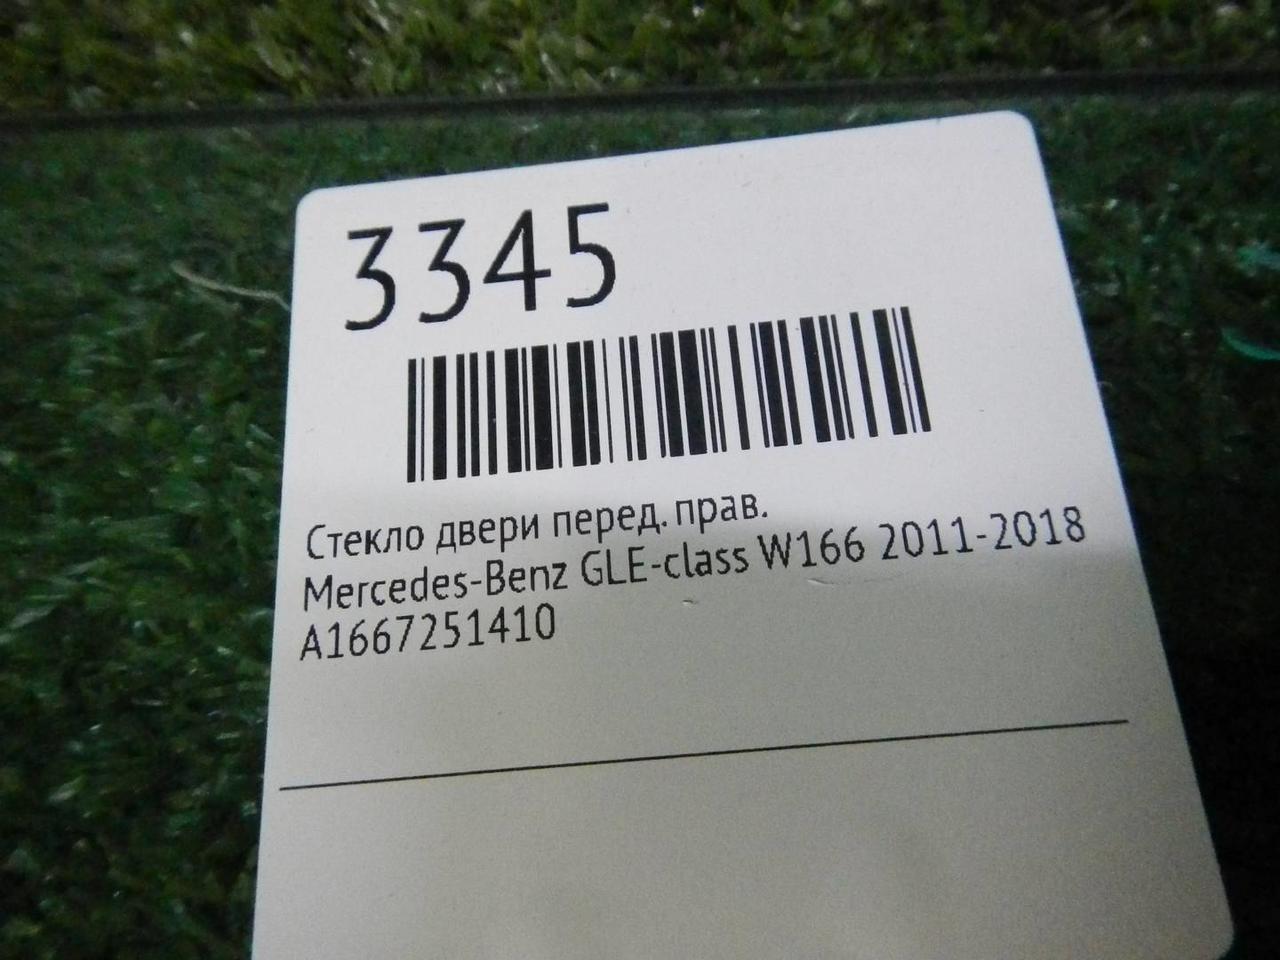 3345
Стекло двери перед. прав.
Mercedes-Benz GLE-class W166 2011-2018
A1667251410